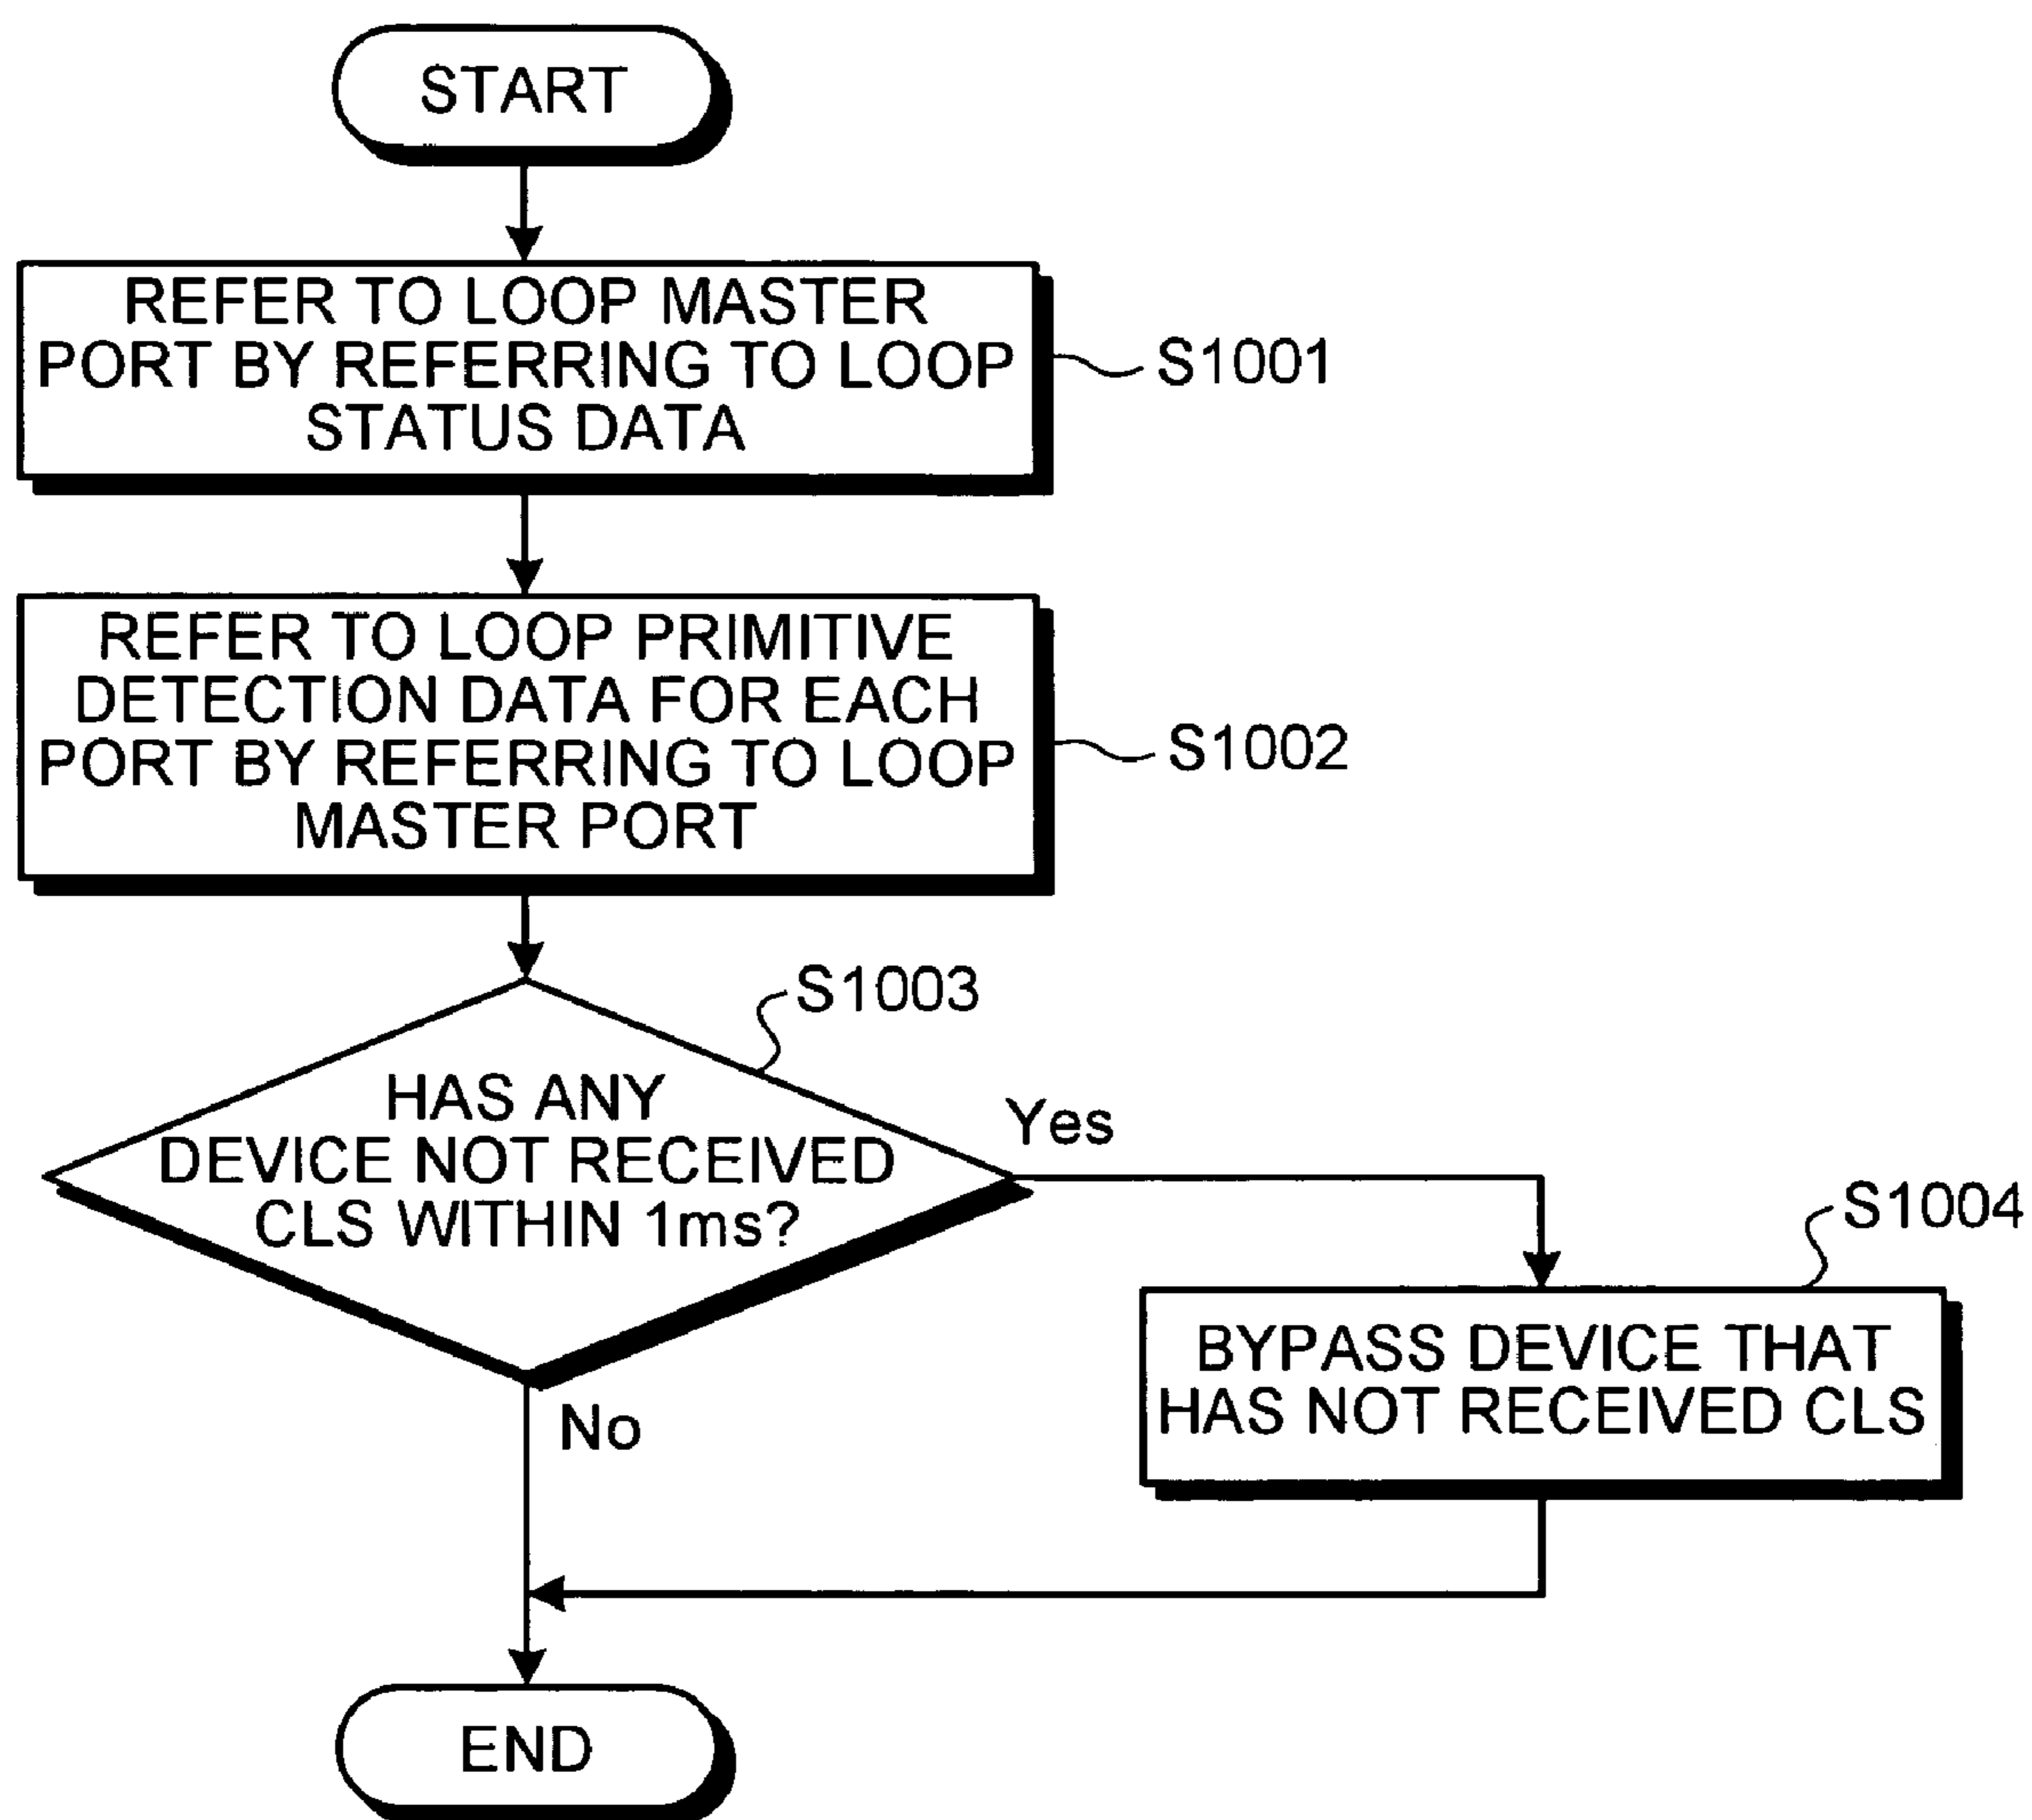 START
REFER TO LOOP MASTER
PORT BY REFERRING TO LOOP
STATUS DATA
S1001
REFER TO LOOP PRIMITIVE
DETECTION DATA FOR EACH
PORT BY REFERRING TO LOOP
MASTER PORT
S1002
S1003
HAS ANY
DEVICE NOT RECEIVED
CLS WITHIN 1ms?
Yes
S1004
BYPASS DEVICE THAT
HAS NOT RECEIVED CLS
No
END